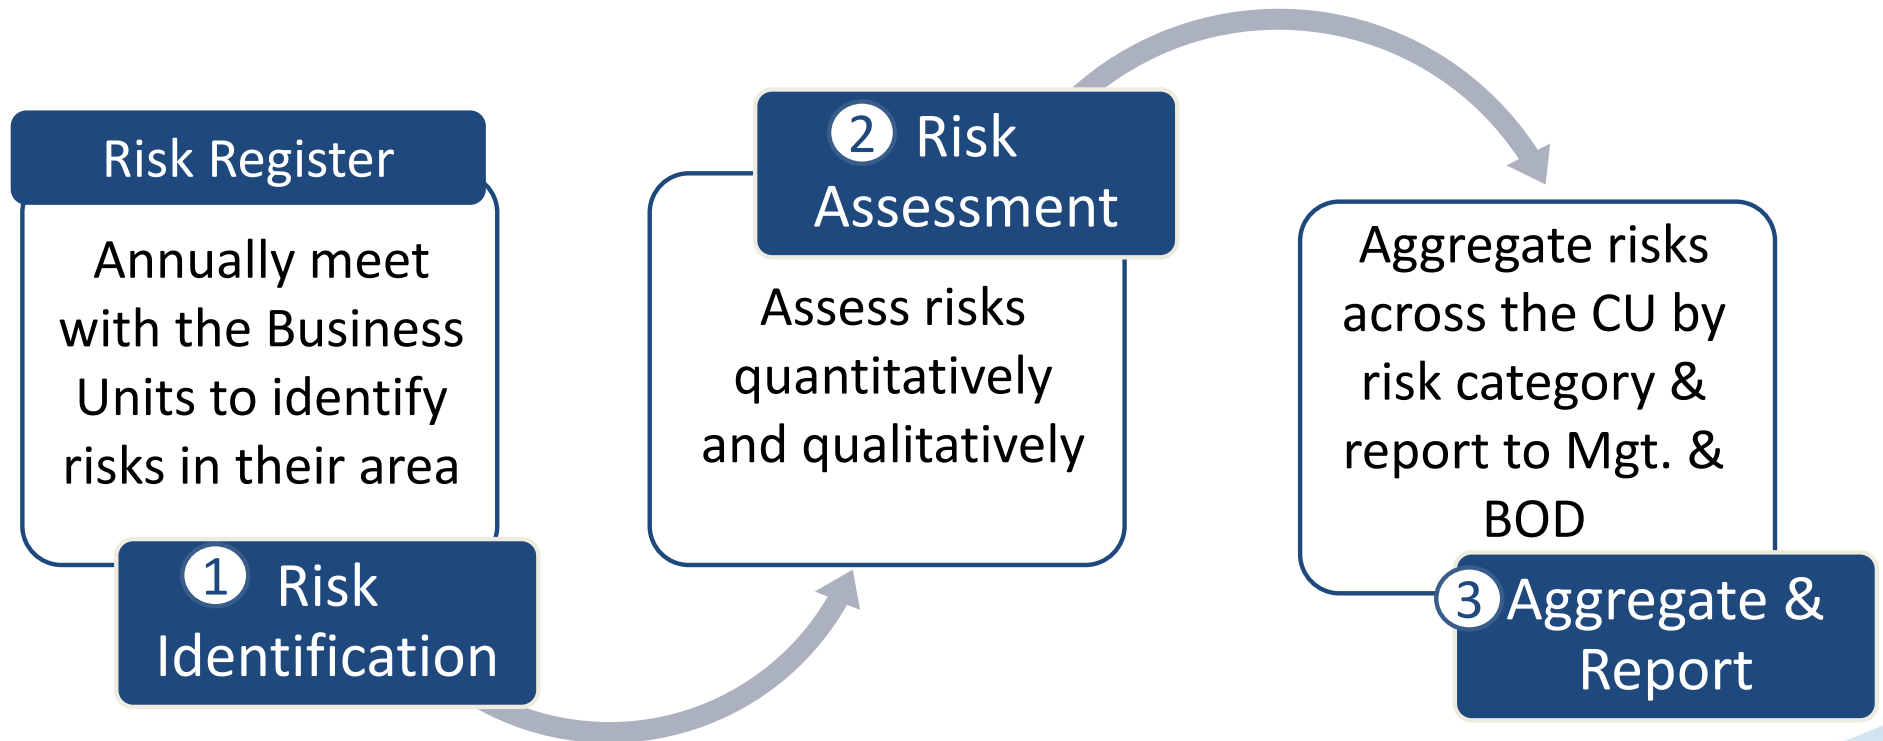 Risk Register
Annually meet
with the Business
Units to identify
risks in their area
1 Risk
Identification
2 Risk
Assessment
Assess risks
quantitatively
and qualitatively
Aggregate risks
across the CU by
risk category &
report to Mgt. &
BOD
3 Aggregate &
Report